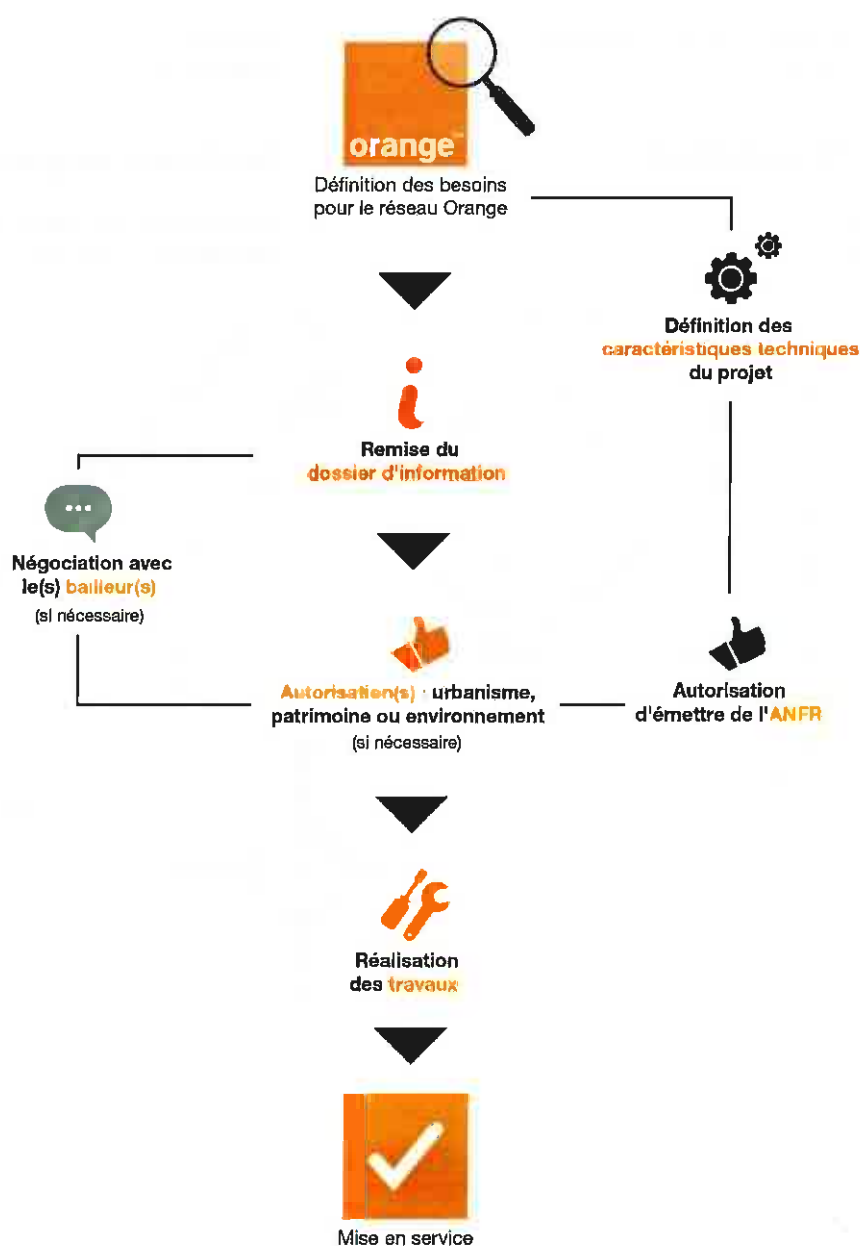 orange™
Définition des besoins
pour le réseau Orange
Définition des
caractéristiques techniques
du projet
Remise du
dossier d'information
Négociation avec
le(s) bailleur(s)
(si nécessaire)
Autorisation(s) : urbanisme,
patrimoine ou environnement
(si nécessaire)
Autorisation
d'émettre de l'ANFR
Réalisation
des travaux
Mise en service